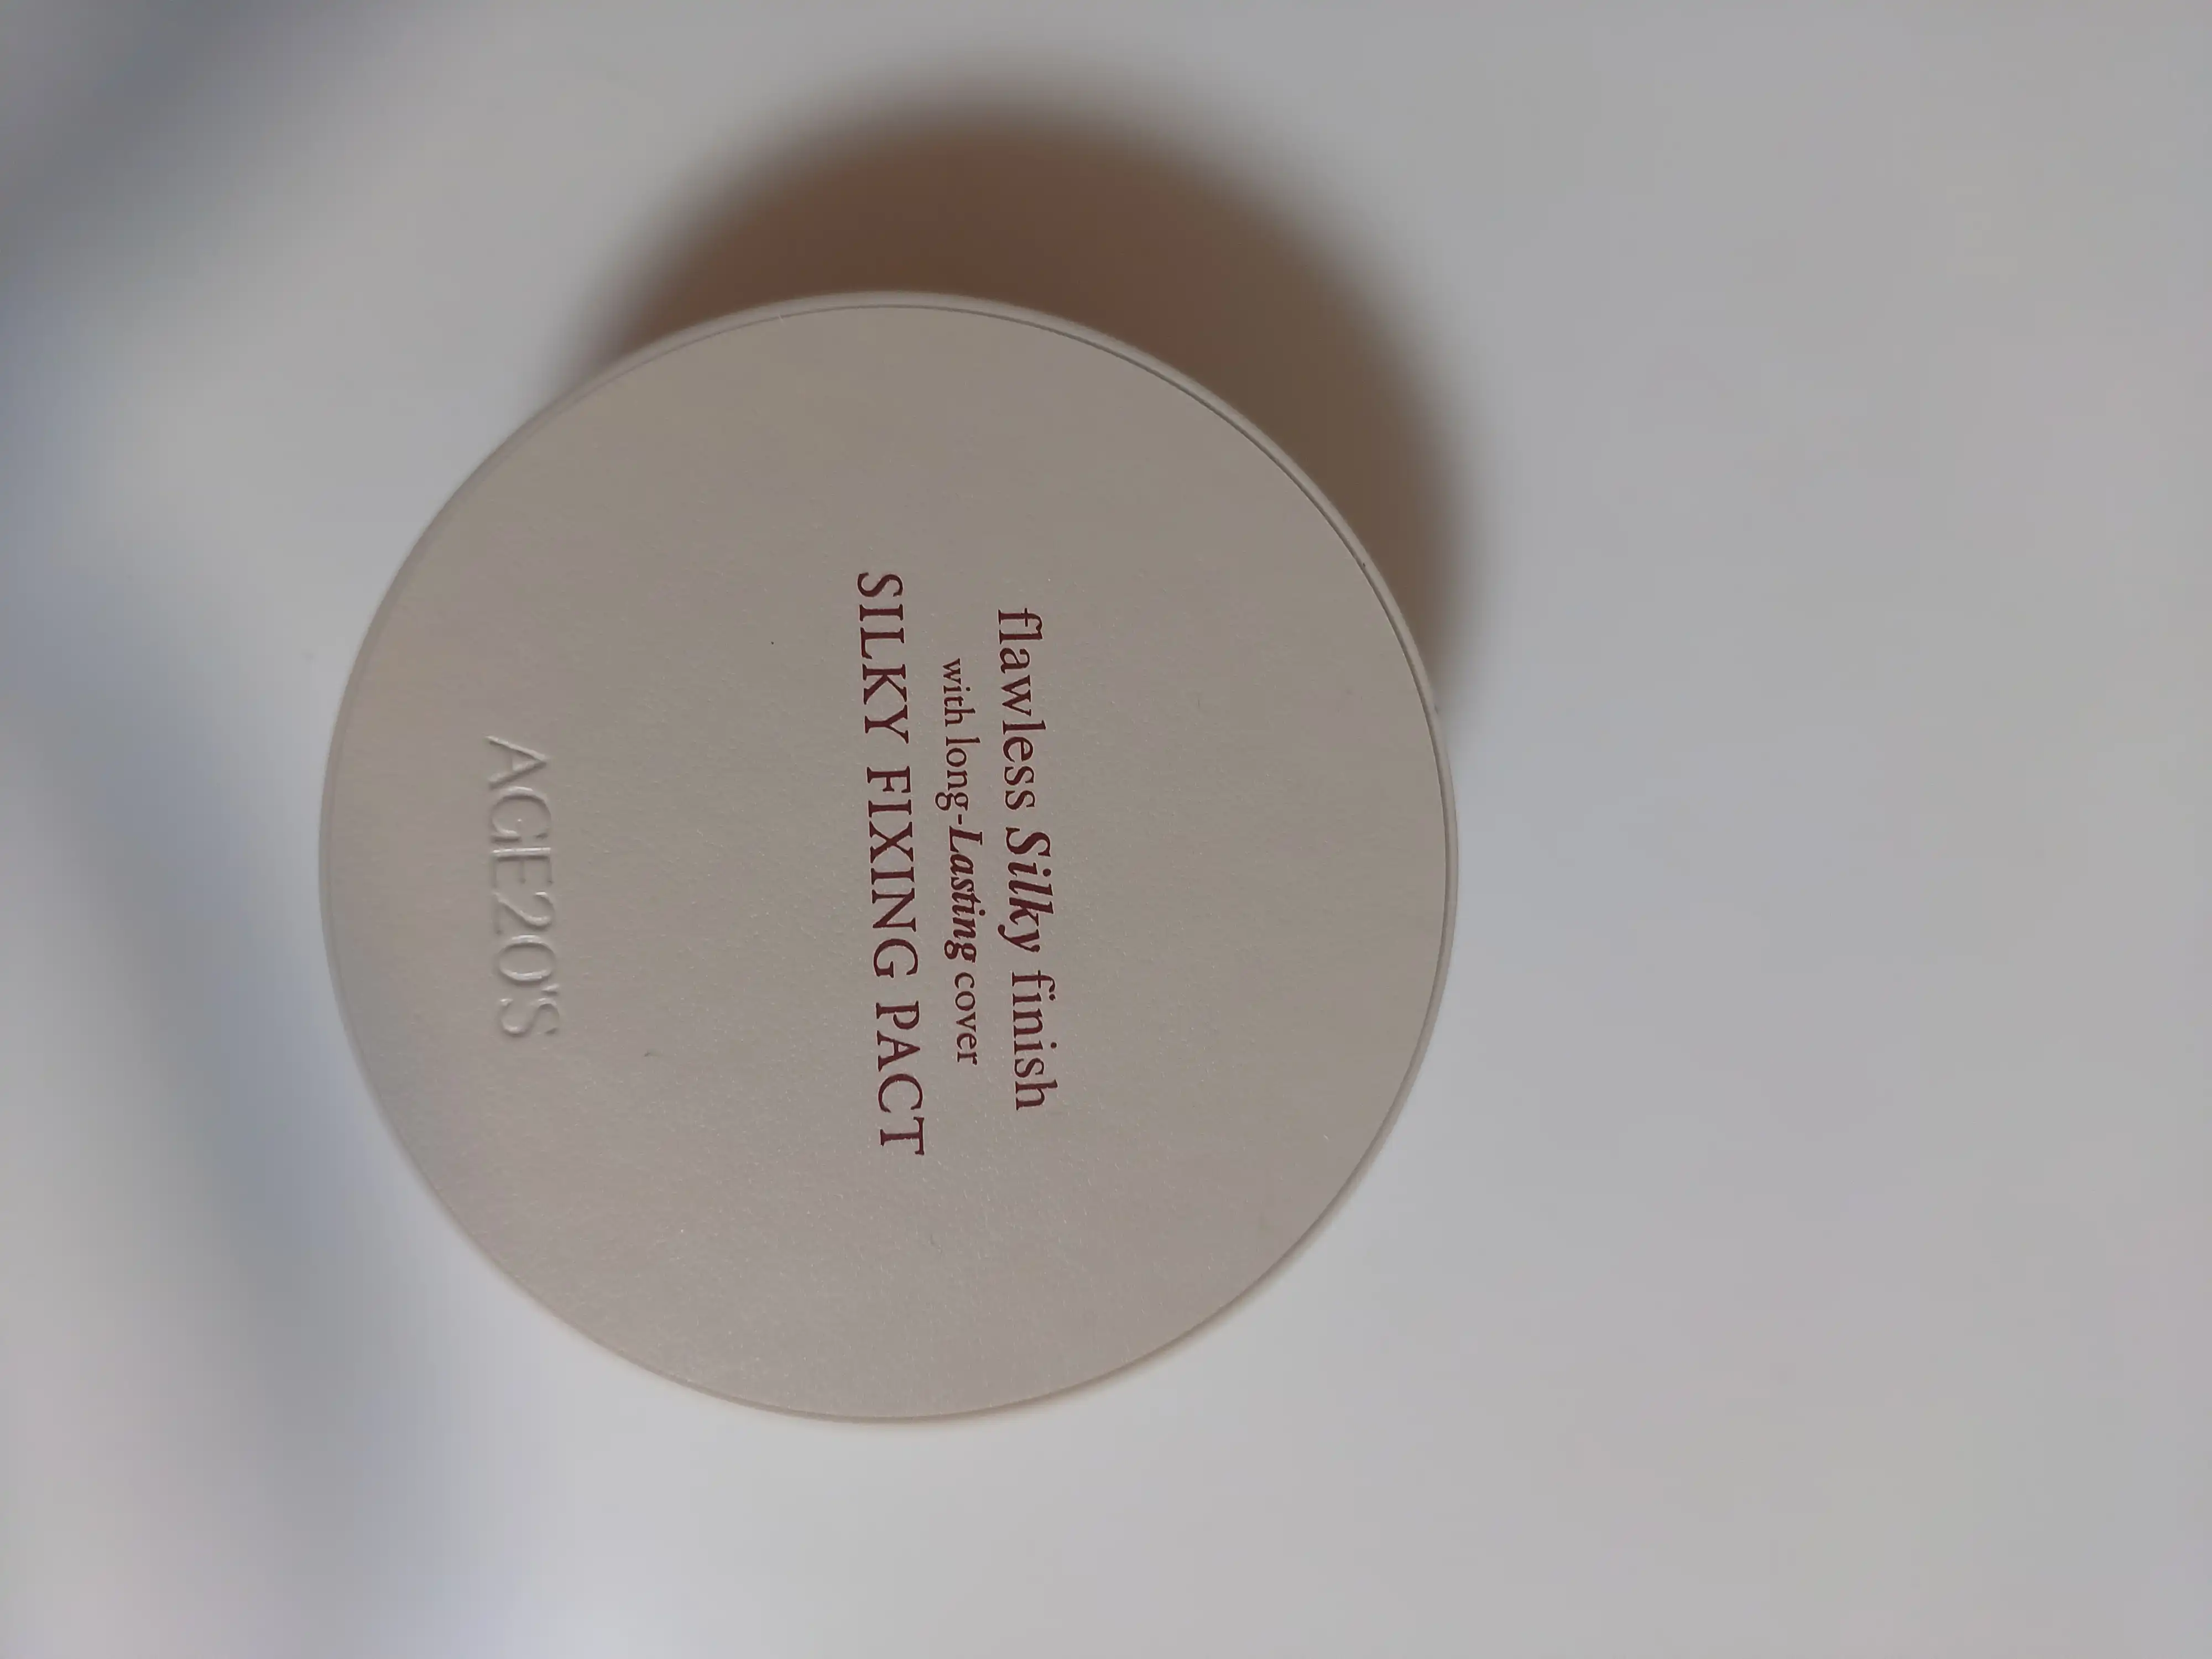 flawless Silky finish
with long-Lasting cover
SILKY FIXING PACT
AGE20'S